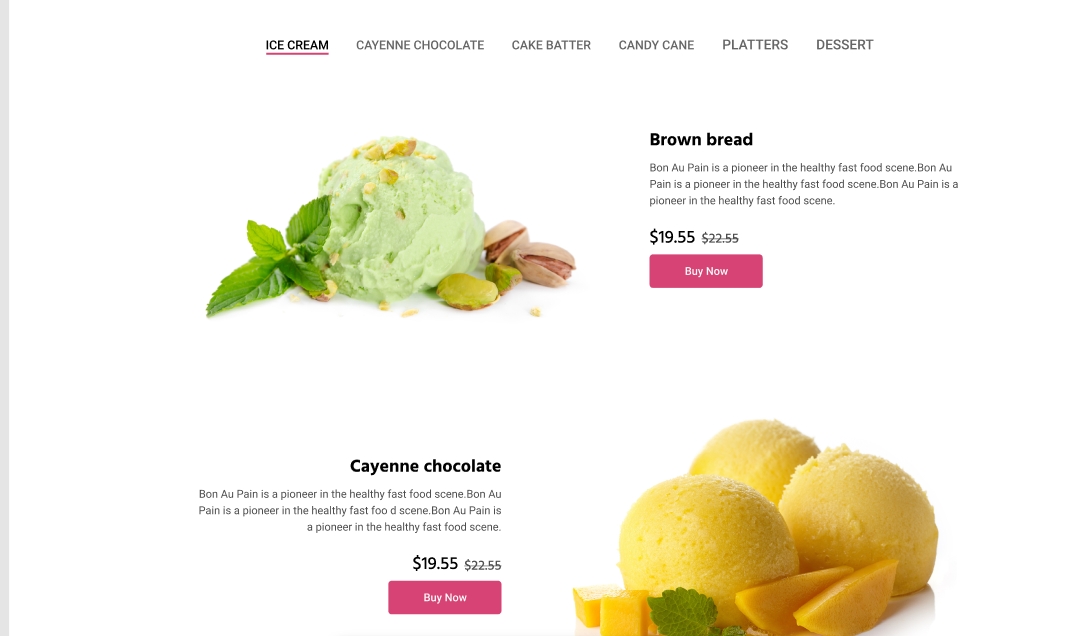 ICE CREAM CAYENNE CHOCOLATE CAKE BATTER CANDY CANE PLATTERS DESSERT
Brown bread
Bon Au Pain is a pioneer in the healthy fast food scene.Bon Au
Pain is a pioneer in the healthy fast food scene.Bon Au Pain is a
pioneer in the healthy fast food scene.
$19.55 $22.55
Buy Now
Cayenne chocolate
Bon Au Pain is a pioneer in the healthy fast food scene.Bon Au
Pain is a pioneer in the healthy fast foo d scene.Bon Au Pain is
a pioneer in the healthy fast food scene.
$19.55 $22.55
Buy Now